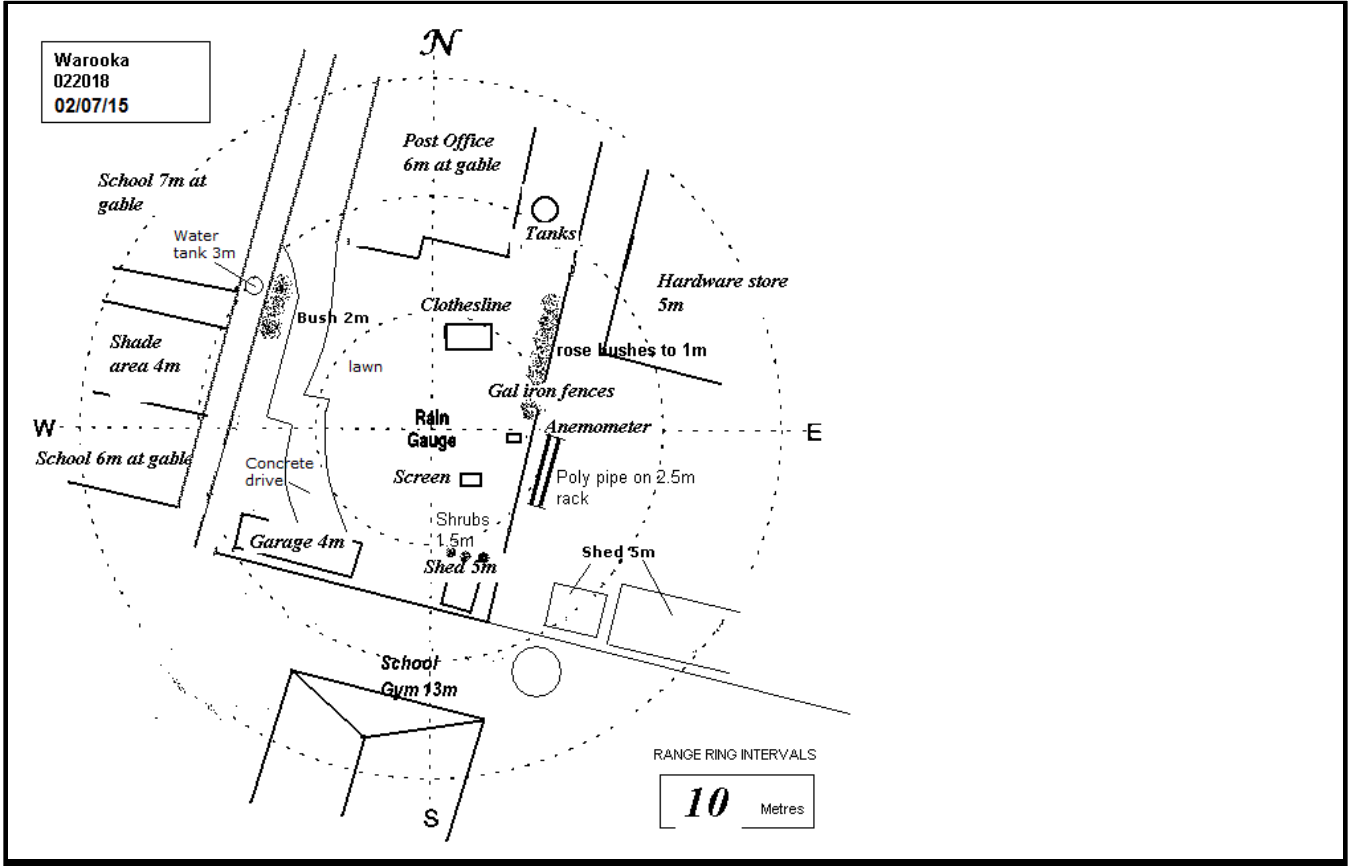 N
Warooka
022018
02/07/15
Post Office
6m at gable
School 7m at
gable
Water
tank 3m
Tanks
Hardware store
5m
Clothesline
Bush 2m
Shade
area 4m
rose bushes to 1m
lawn
Gal iron fences
Rain
Gauge
Anemometer
W
E
School 6m at gable
Concrete
drive
Screen
Poly pipe on 2.5m
rack
Shrubs
1.5m
Garage 4m
Shed 5m
Shed 5m
School
Gym 13m
RANGE RING INTERVALS
10 Metres
S